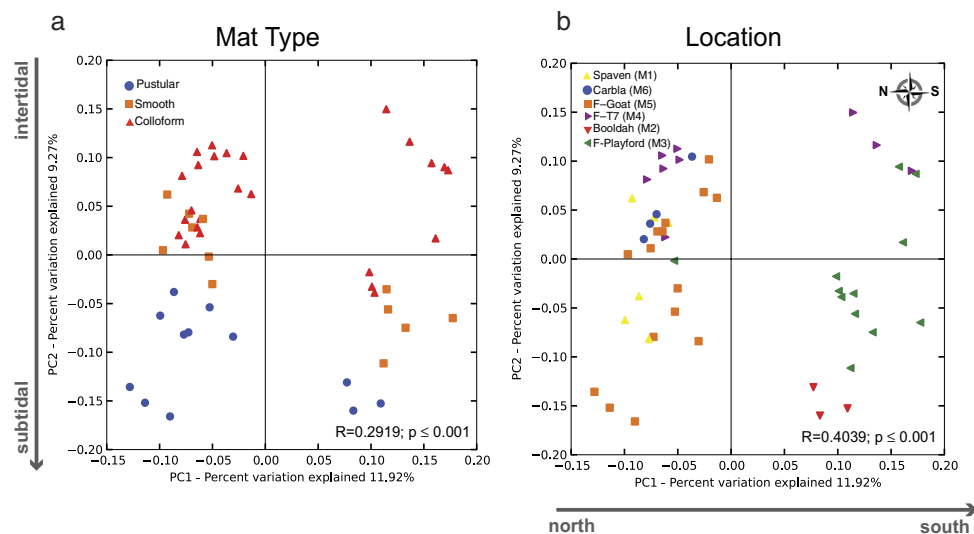 a
Mat Type
intertidal
subtidal
PC2 - Percent variation explained 9.27%
0.20
0.15
0.10
0.05
0.00
−0.05
−0.10
−0.15
−0.20
Pustular
Smooth
Colloform
R=0.2919; p ≤ 0.001
−0.15
−0.10
−0.05
0.00
0.05
0.10
0.15
0.20
PC1 - Percent variation explained 11.92%
b
Location
PC2 - Percent variation explained 9.27%
0.20
0.15
0.10
0.05
0.00
−0.05
−0.10
−0.15
−0.20
Spaven (M1)
Carbla (M6)
F-Goat (M5)
F-T7 (M4)
Booldah (M2)
F-Playford (M3)
N S
R=0.4039; p ≤ 0.001
−0.15
−0.10
−0.05
0.00
0.05
0.10
0.15
0.20
PC1 - Percent variation explained 11.92%
north
south